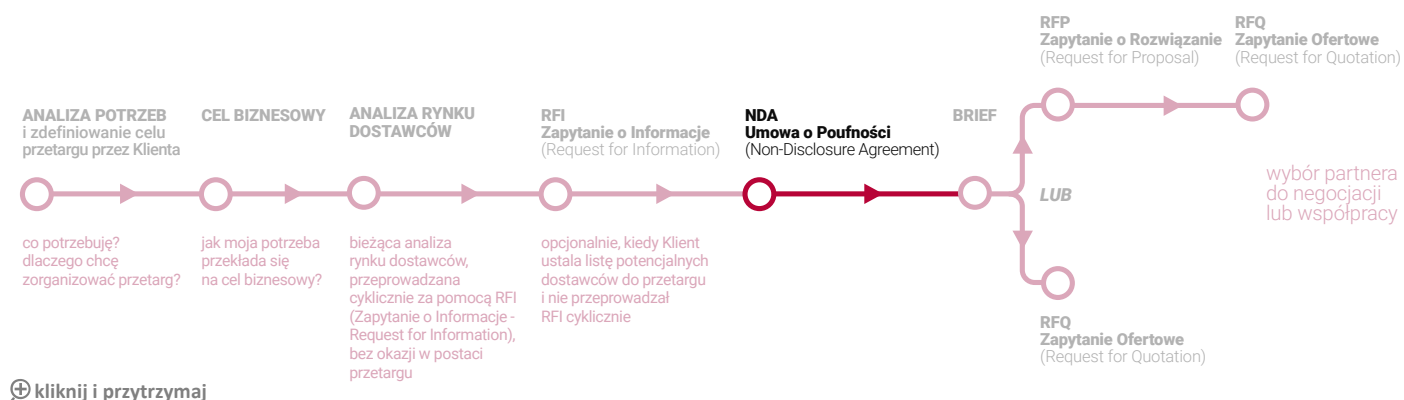 RFP
Zapytanie o Rozwiązanie
(Request for Proposal)
RFQ
Zapytanie Ofertowe
(Request for Quotation)
ANALIZA POTRZEB
i zdefiniowanie celu
przetargu przez Klienta
CEL BIZNESOWY
ANALIZA RYNKU
DOSTAWCÓW
RFI
Zapytanie o Informacje
(Request for Information)
NDA
Umowa o Poufności
(Non-Disclosure Agreement)
BRIEF
LUB
wybór partnera
do negocjacji
lub współpracy
co potrzebuję?
dlaczego chcę
zorganizować przetarg?
jak moja potrzeba
przekłada się
na cel biznesowy?
bieżąca analiza
rynku dostawców,
przeprowadzana
cyklicznie za pomocą RFI
(Zapytanie o Informacje -
Request for Information),
bez okazji w postaci
przetargu
opcjonalnie, kiedy Klient
ustala listę potencjalnych
dostawców do przetargu
i nie przeprowadzał
RFI cyklicznie
RFQ
Zapytanie Ofertowe
(Request for Quotation)
kliknij i przytrzymaj